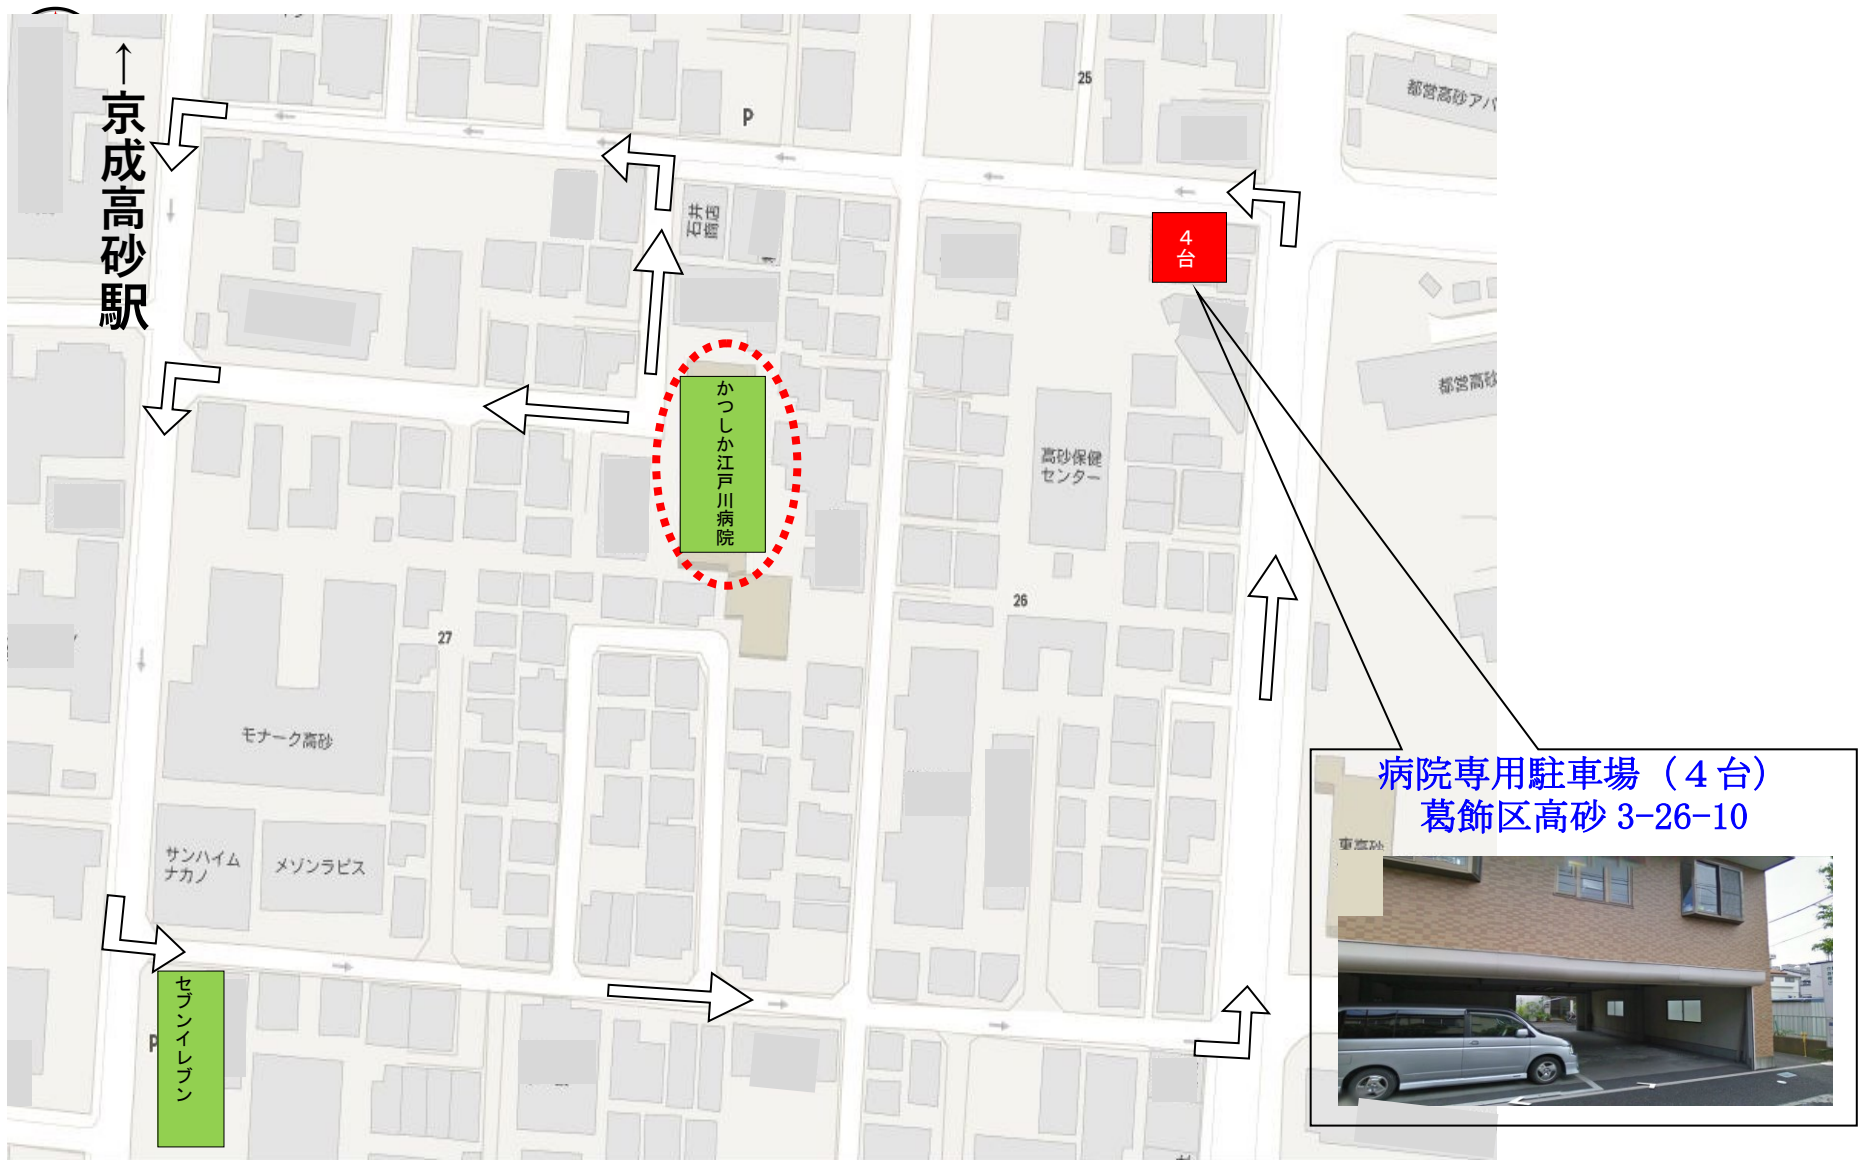 ↑京成高砂駅
P
25
都営高砂アパ
石井
商店
4
台
かつしか江戸川病院
都営高砂
高砂保健
センター
26
27
モナーク高砂
サンハイム
ナカノ
メゾンラピス
セブンイレブン
P
病院専用駐車場（４台）
葛飾区高砂 3-26-10
東高砂